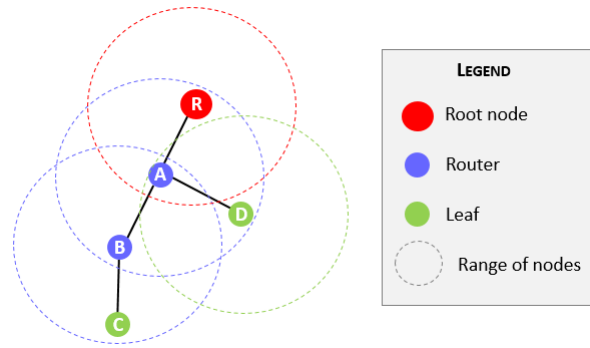 R
A
D
B
C
LEGEND
Root node
Router
Leaf
Range of nodes